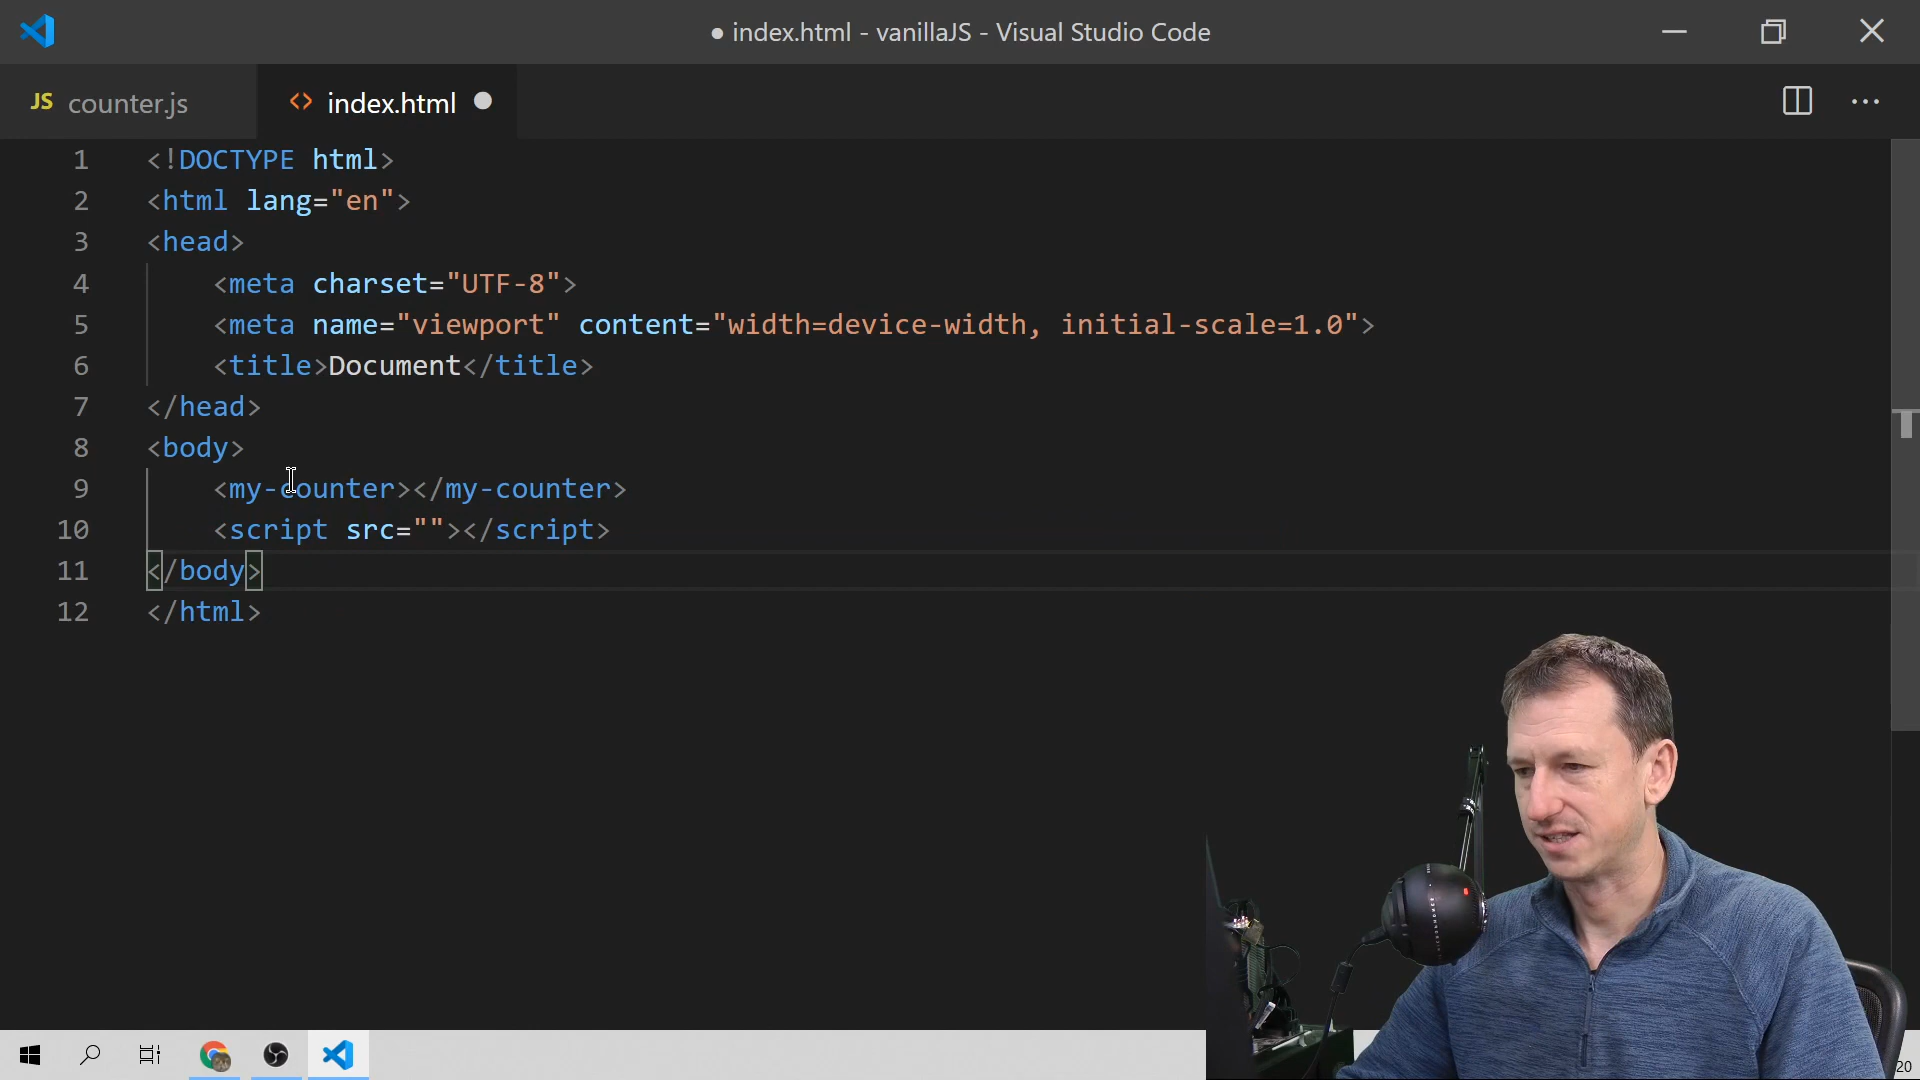 ● index.html - vanillaJS - Visual Studio Code
JS counter.js
<> index.html ●
1 <!DOCTYPE html>
2 <html lang="en">
3 <head>
4     <meta charset="UTF-8">
5     <meta name="viewport" content="width=device-width, initial-scale=1.0">
6     <title>Document</title>
7 </head>
8 <body>
9     <my-counter></my-counter>
10     <script src=""></script>
11 </body>
12 </html>
20